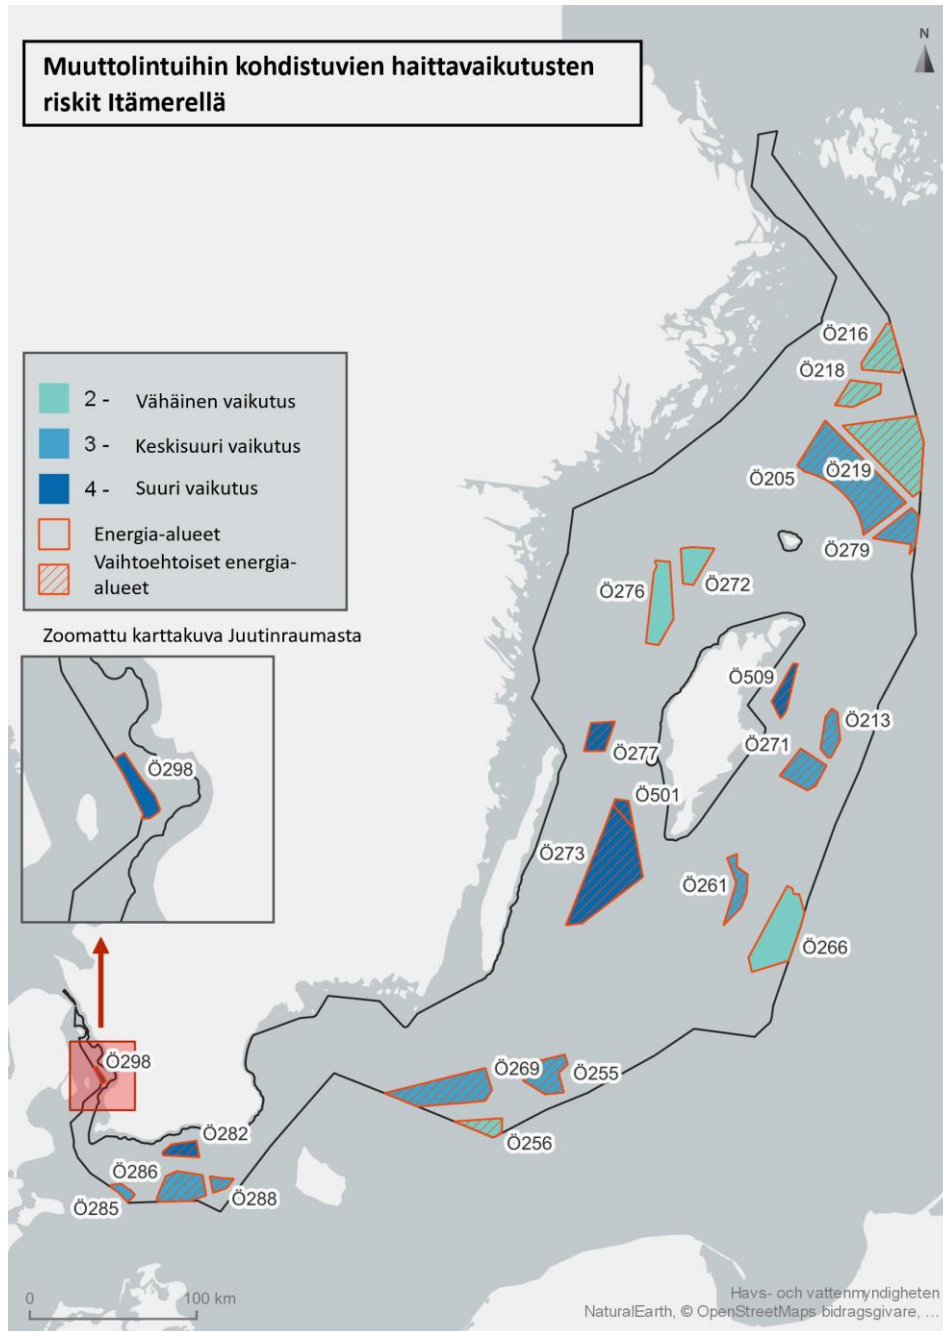 Muuttolintuihin kohdistuvien haittavaikutusten
riskit Itämerellä
N
2 - Vähäinen vaikutus
3 - Keskisuuri vaikutus
4 - Suuri vaikutus
Energia-alueet
Vaihtoehtoiset energia-
alueet
Zoomattu karttakuva Juutinraumasta
Ö298
Ö216
Ö218
Ö219
Ö205
Ö279
Ö276
Ö272
Ö509
Ö213
Ö271
Ö277
Ö501
Ö273
Ö261
Ö266
Ö298
Ö269
Ö255
Ö256
Ö282
Ö286
Ö285
Ö288
0 100 km
Havs- och vattenmyndigheten
NaturalEarth, © OpenStreetMaps bidragsgivare, ...